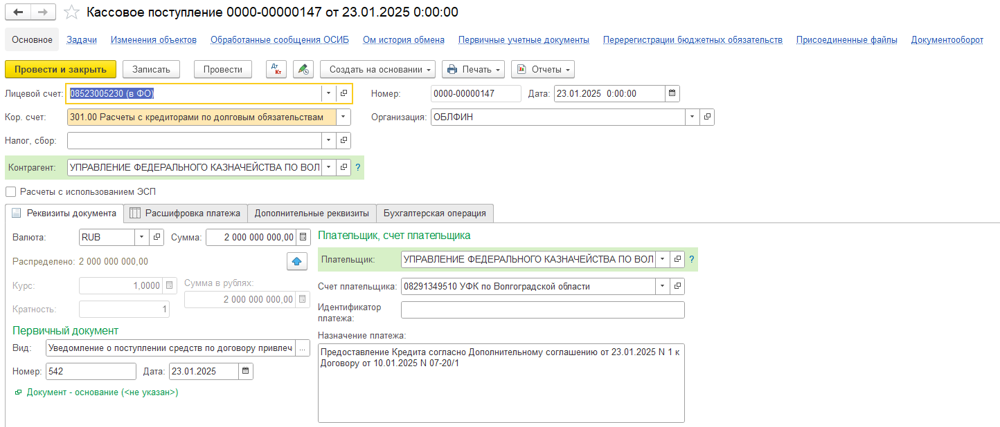 Кассовое поступление 0000-00000147 от 23.01.2025 0:00:00
Основное Задачи Изменения объектов Обработанные сообщения ОСИБ Ом история обмена Первичные учетные документы Перерегистрации бюджетных обязательств Присоединенные файлы Документооборот
Провести и закрыть Записать Провести Дт Кт Создать на основании Печать Отчеты
Лицевой счет: 08523005230 (в ФО) Номер: 0000-00000147 Дата: 23.01.2025 0:00:00
Кор. счет: 301.00 Расчеты с кредиторами по долговым обязательствам Организация: ОБЛФИН
Налог, сбор:
Контрагент: УПРАВЛЕНИЕ ФЕДЕРАЛЬНОГО КАЗНАЧЕЙСТВА ПО ВОЛ ?
Расчеты с использованием ЭСП
Реквизиты документа Расшифровка платежа Дополнительные реквизиты Бухгалтерская операция
Валюта: RUB Сумма: 2 000 000 000,00
Распределено: 2 000 000 000,00
Курс: 1,0000 Сумма в рублях:
2 000 000 000,00
Кратность: 1
Первичный документ
Вид: Уведомление о поступлении средств по договору привлеч ...
Номер: 542 Дата: 23.01.2025
Документ - основание (<не указан>)
Плательщик, счет плательщика
Плательщик: УПРАВЛЕНИЕ ФЕДЕРАЛЬНОГО КАЗНАЧЕЙСТВА ПО ВОЛ ?
Счет плательщика: 08291349510 УФК по Волгоградской области
Идентификатор
платежа:
Назначение платежа:
Предоставление Кредита согласно Дополнительному соглашению от 23.01.2025 N 1 к
Договору от 10.01.2025 N 07-20/1